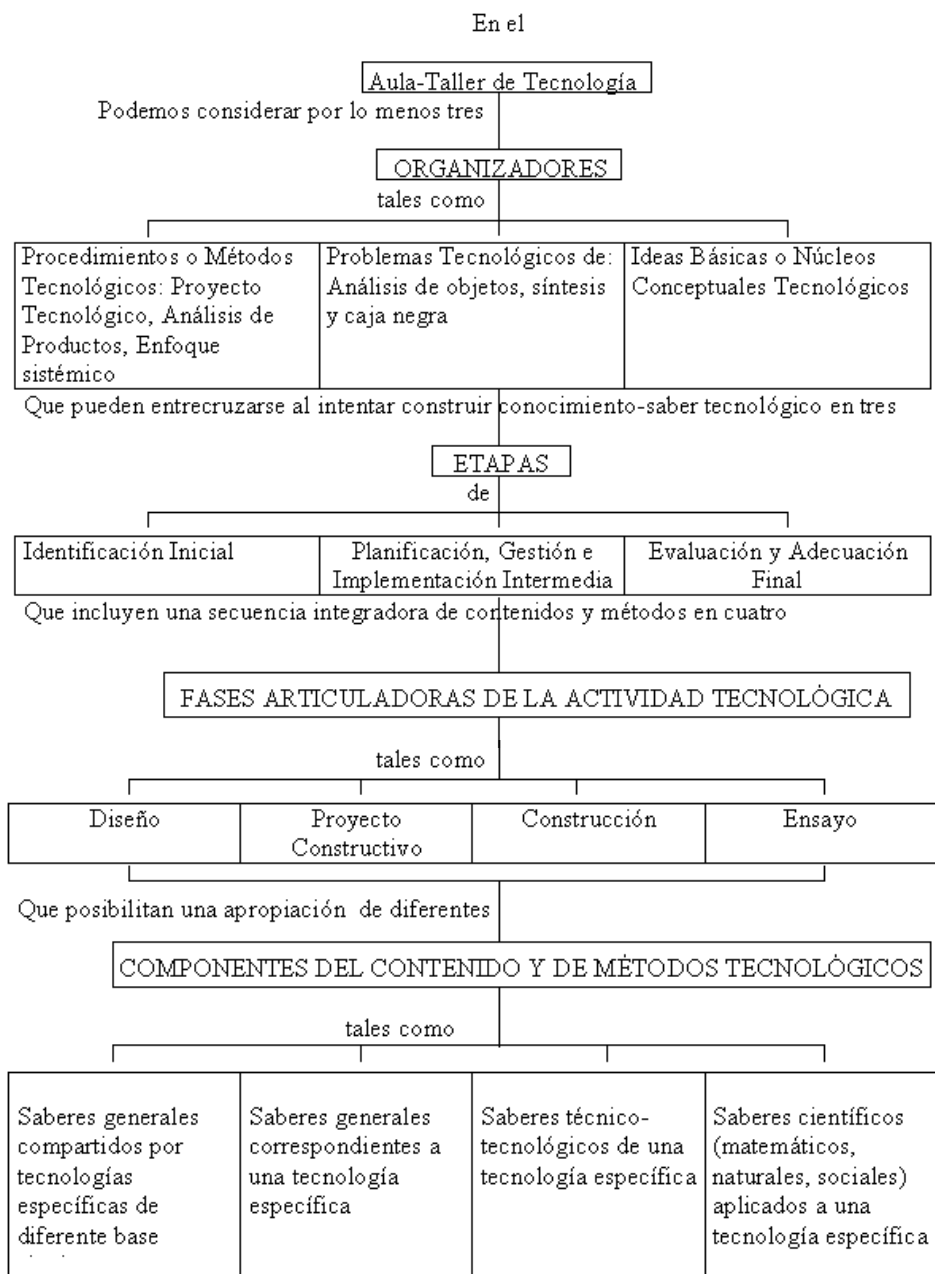 En el
Aula-Taller de Tecnología
Podemos considerar por lo menos tres
ORGANIZADORES
tales como
Procedimientos o Métodos
Tecnológicos: Proyecto
Tecnológico, Análisis de
Productos, Enfoque
sistémico
Problemas Tecnológicos de:
Análisis de objetos, síntesis
y caja negra
Ideas Básicas o Núcleos
Conceptuales Tecnológicos
Que pueden entrecruzarse al intentar construir conocimiento-saber tecnológico en tres
ETAPAS
de
Identificación Inicial
Planificación, Gestión e
Implementación Intermedia
Evaluación y Adecuación
Final
Que incluyen una secuencia integradora de contenidos y métodos en cuatro
FASES ARTICULADORAS DE LA ACTIVIDAD TECNOLÓGICA
tales como
Diseño
Proyecto
Constructivo
Construcción
Ensayo
Que posibilitan una apropiación de diferentes
COMPONENTES DEL CONTENIDO Y DE MÉTODOS TECNOLÓGICOS
tales como
Saberes generales
compartidos por
tecnologías
específicas de
diferente base
Saberes generales
correspondientes a
una tecnología
específica
Saberes técnico-
tecnológicos de una
tecnología específica
Saberes científicos
(matemáticos,
naturales, sociales)
aplicados a una
tecnología específica